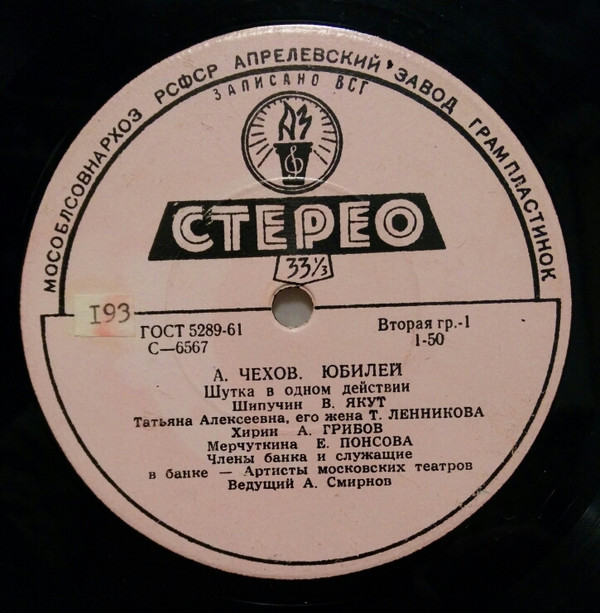 МОСОБЛСОВНАРХОЗ РСФСР АПРЕЛЕВСКИЙ ЗАВОД ГРАМПЛАСТИНОК
ЗАПИСАНО ВСГ
АЗ
СТЕРЕО
33⅓
I93
ГОСТ 5289-61
Вторая гр.-1
С—6567
1-50
А. ЧЕХОВ. ЮБИЛЕЙ
Шутка в одном действии
Шипучин В. ЯКУТ
Татьяна Алексеевна, его жена Т. ЛЕННИКОВА
Хирин А. ГРИБОВ
Мерчуткина Е. ПОНСОВА
Члены банка и служащие
в банке — Артисты московских театров
Ведущий А. Смирнов